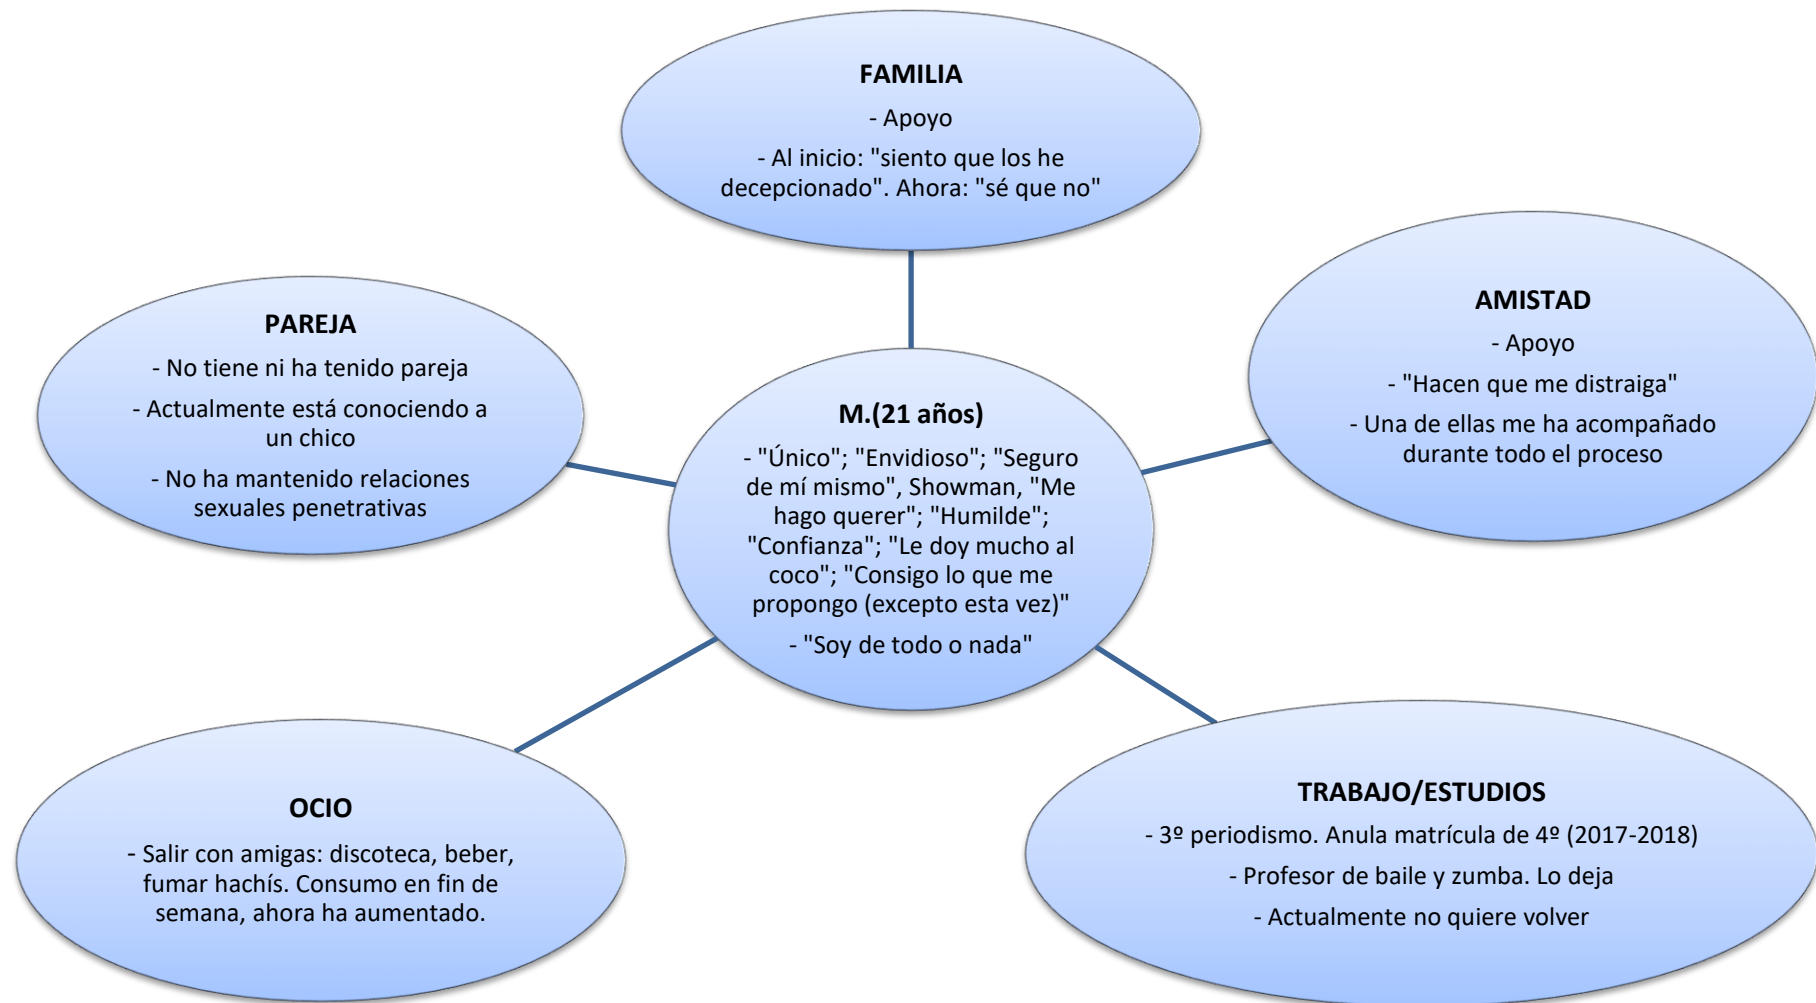 FAMILIA
- Apoyo
- Al inicio: "siento que los he
decepcionado". Ahora: "sé que no"
AMISTAD
- Apoyo
- "Hacen que me distraiga"
- Una de ellas me ha acompañado
durante todo el proceso
PAREJA
- No tiene ni ha tenido pareja
- Actualmente está conociendo a
un chico
- No ha mantenido relaciones
sexuales penetrativas
M.(21 años)
- "Único"; "Envidioso"; "Seguro
de mí mismo", Showman, "Me
hago querer"; "Humilde";
"Confianza"; "Le doy mucho al
coco"; "Consigo lo que me
propongo (excepto esta vez)"
- "Soy de todo o nada"
OCIO
- Salir con amigas: discoteca, beber,
fumar hachís. Consumo en fin de
semana, ahora ha aumentado.
TRABAJO/ESTUDIOS
- 3º periodismo. Anula matrícula de 4º (2017-2018)
- Profesor de baile y zumba. Lo deja
- Actualmente no quiere volver